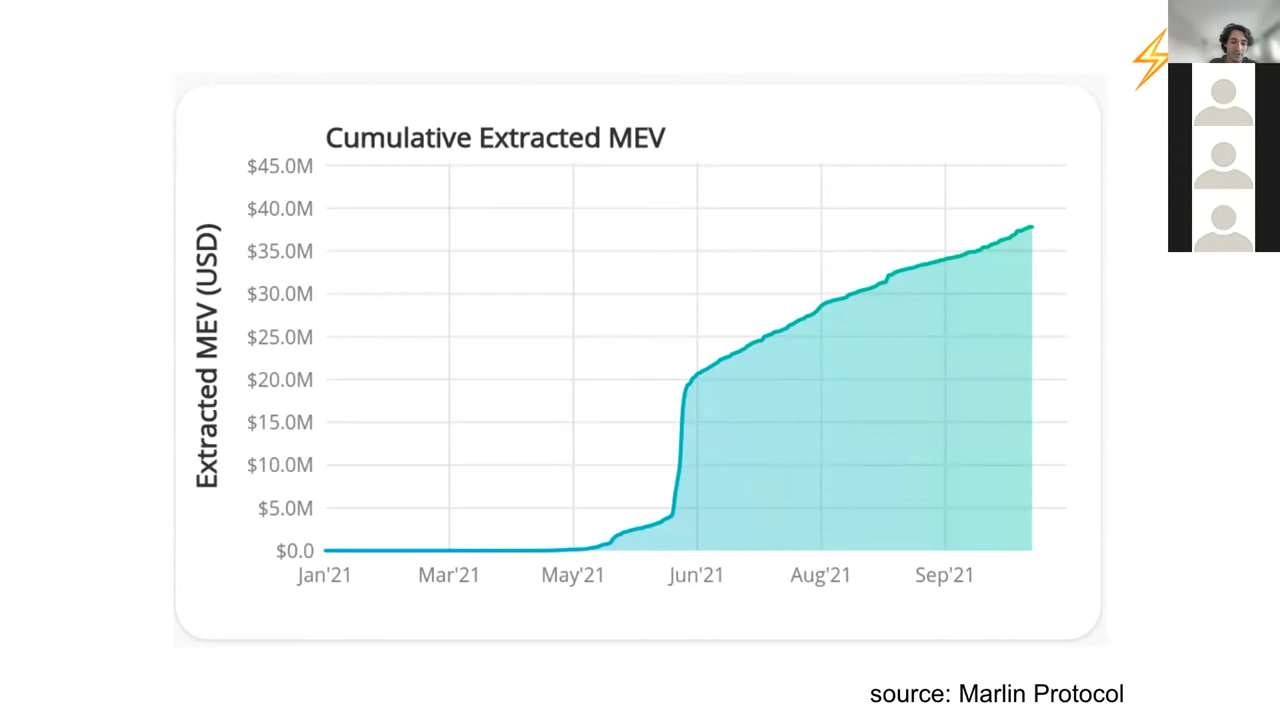 Cumulative Extracted MEV
Extracted MEV (USD)
$45.0M
$40.0M
$35.0M
$30.0M
$25.0M
$20.0M
$15.0M
$10.0M
$5.0M
$0.0
Jan'21 Mar'21 May'21 Jun'21 Aug'21 Sep'21
source: Marlin Protocol